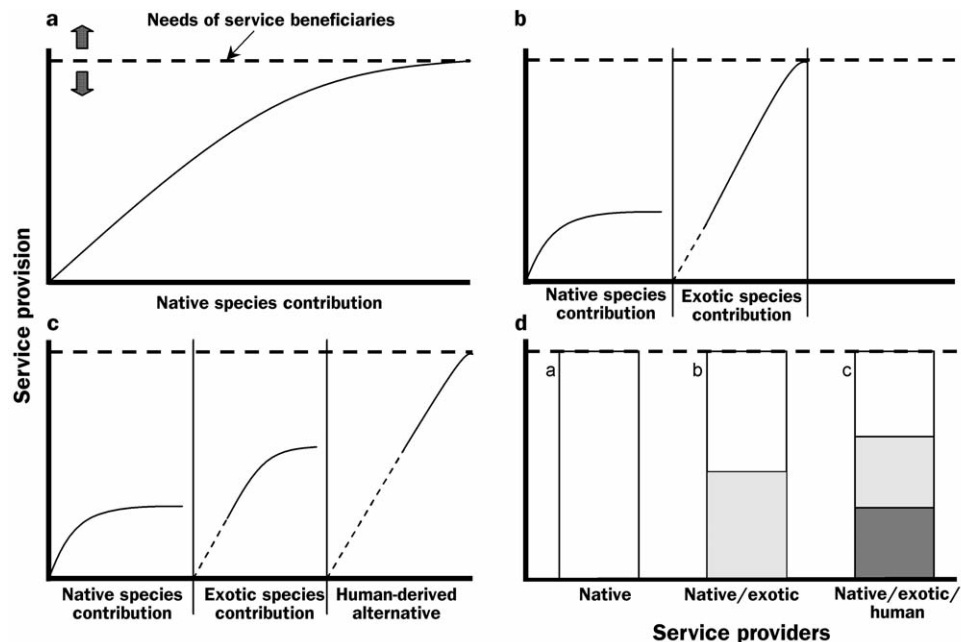 a
Needs of service beneficiaries
b
Service provision
Native species contribution
Native species
contribution
Exotic species
contribution
c
d
a
b
c
Native species
contribution
Exotic species
contribution
Human-derived
alternative
Native
Native/exotic
Native/exotic/
human
Service providers